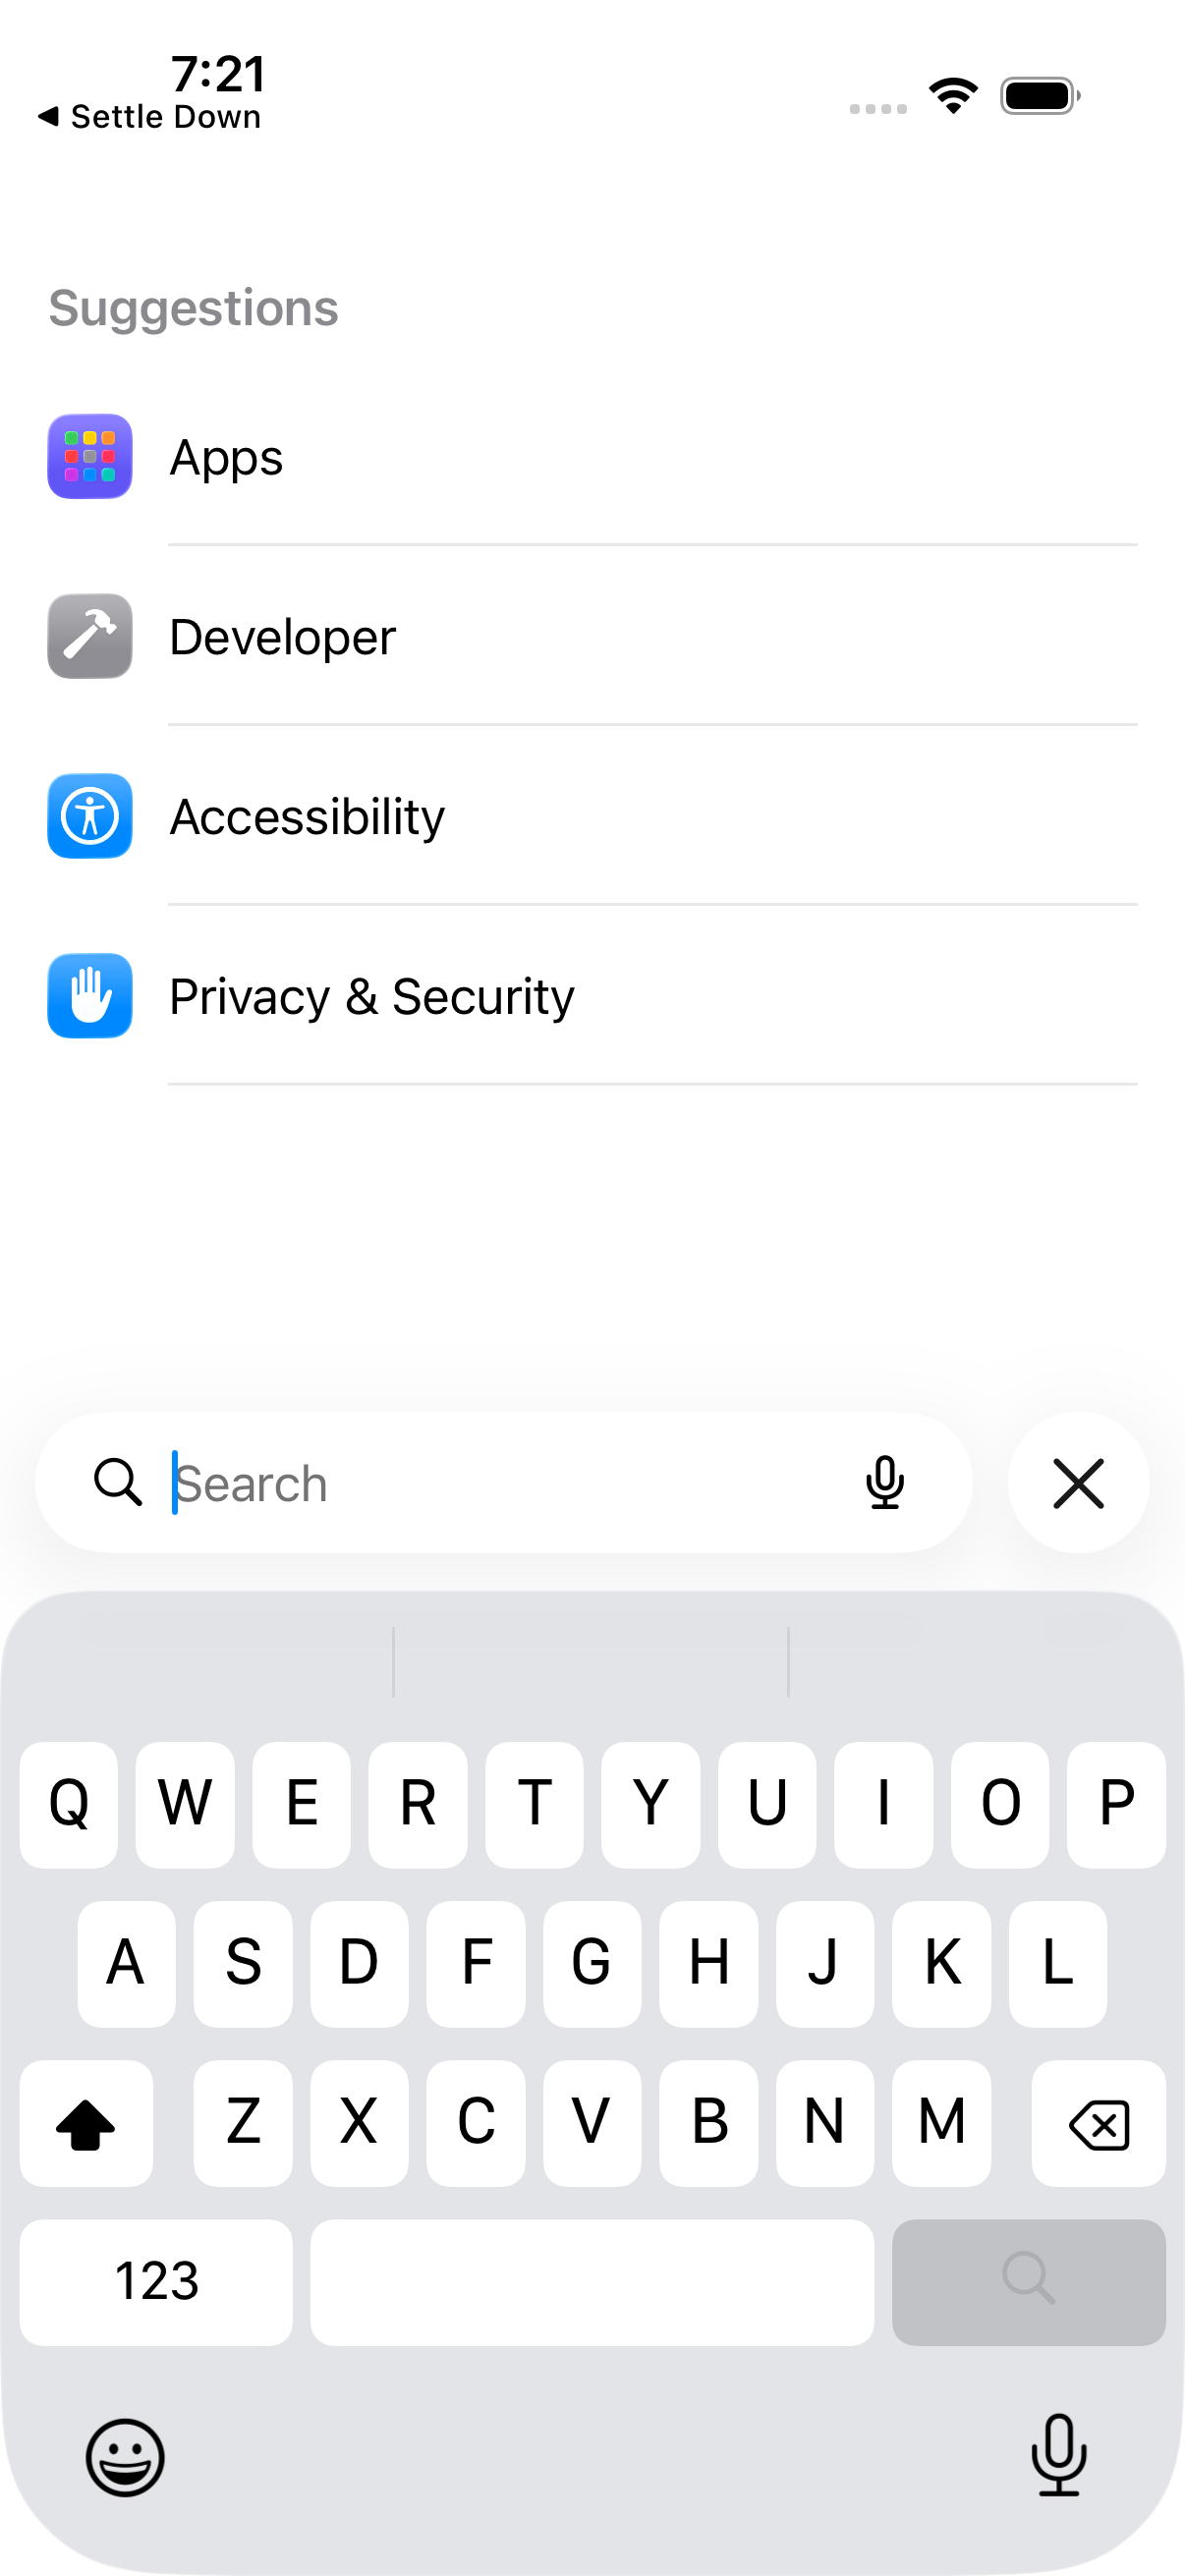 7:21
◀ Settle Down
Suggestions
Apps
Developer
Accessibility
Privacy & Security
Search
Q W E R T Y U I O P
A S D F G H J K L
Z X C V B N M
123